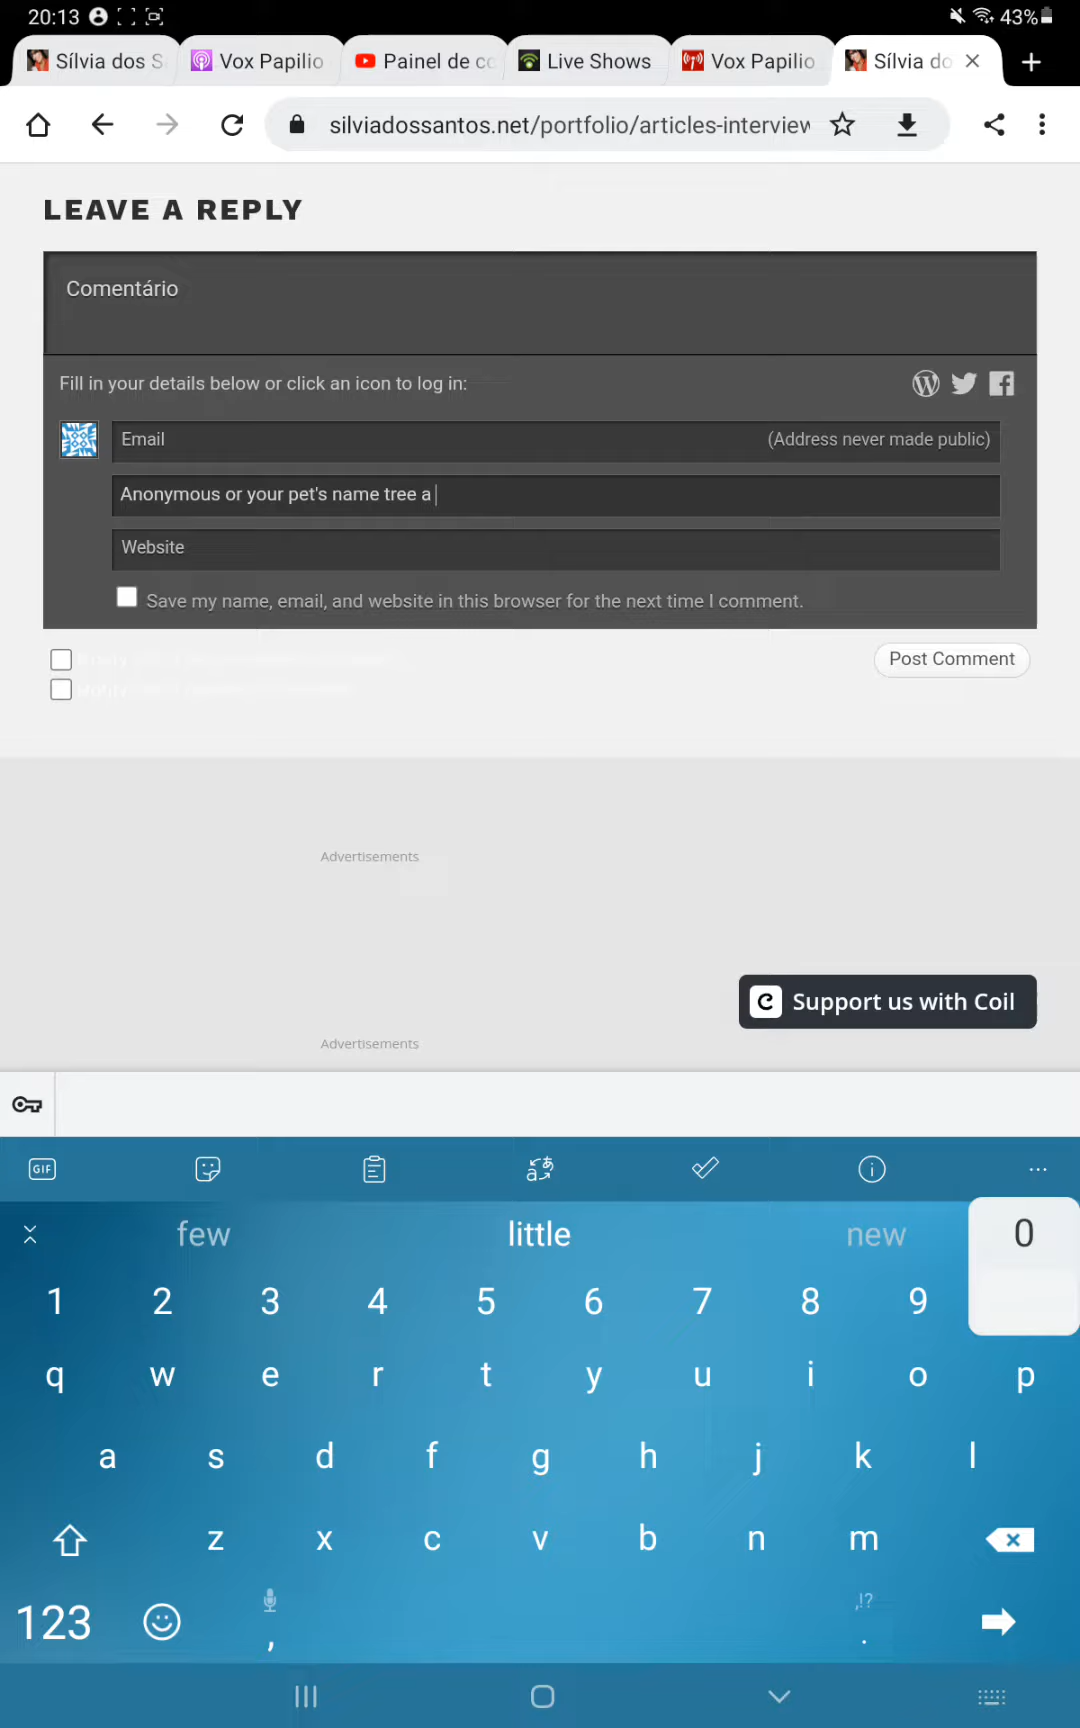 20:13
43%
Sílvia dos S
Vox Papilio
Painel de co
Live Shows
Vox Papilio
Sílvia do
silviadossantos.net/portfolio/articles-interview
LEAVE A REPLY
Comentário
Fill in your details below or click an icon to log in:
Email
(Address never made public)
Anonymous or your pet's name tree a
Website
Save my name, email, and website in this browser for the next time I comment.
Post Comment
Advertisements
Support us with Coil
Advertisements
GIF
few little new 0
1 2 3 4 5 6 7 8 9
q w e r t y u i o p
a s d f g h j k l
z x c v b n m
123 , ,!? .